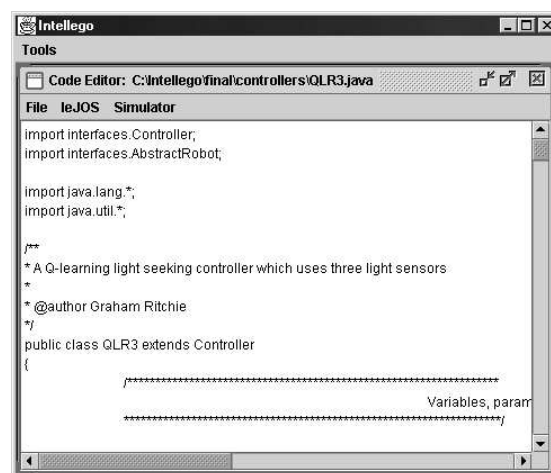 Intellego
Tools
Code Editor: C:\Intellego\final\controllers\QLR3.java
File leJOS Simulator
import interfaces.Controller;
import interfaces.AbstractRobot;
import java.lang.*;
import java.util.*;
/**
* A Q-learning light seeking controller which uses three light sensors
*
* @author Graham Ritchie
*/
public class QLR3 extends Controller
{
/*******************************************************************
Variables, param
********************************************************************/